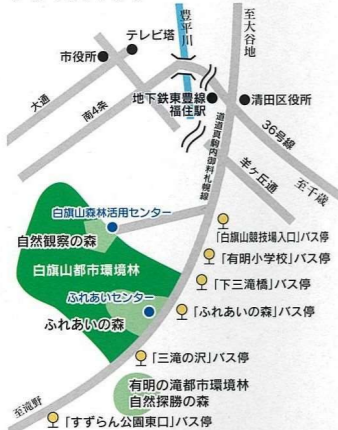 至大谷地
豊平川
テレビ塔
市役所
大通
南4条
地下鉄東豊線
福住駅
清田区役所
36号線
道道真駒内御料札幌線
羊ケ丘通
至千歳
白旗山森林活用センター
自然観察の森
「白旗山競技場入口」バス停
「有明小学校」バス停
白旗山都市環境林
「下三滝橋」バス停
ふれあいセンター
「ふれあいの森」バス停
ふれあいの森
「三滝の沢」バス停
有明の滝都市環境林
自然探勝の森
至滝野
「すずらん公園東口」バス停